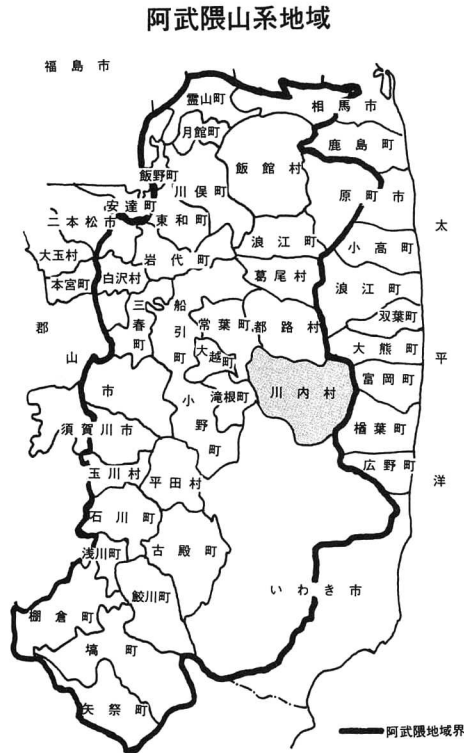 阿武隈山系地域
福島市
霊山町
相馬市
月館町
鹿島町
飯館村
飯野町
川俣町
原町市
安達町
二本松市
東和町
太平洋
浪江町
小高町
大玉村
岩代町
白沢村
葛尾村
浪江町
本宮町
双葉町
三春町
船引町
常葉町
都路村
郡山市
大熊町
大越町
富岡町
滝根町
川内村
小野町
須賀川市
楢葉町
広野町
玉川村
平田村
石川町
浅川町
古殿町
鮫川町
いわき市
棚倉町
塙町
矢祭町
阿武隈地域界